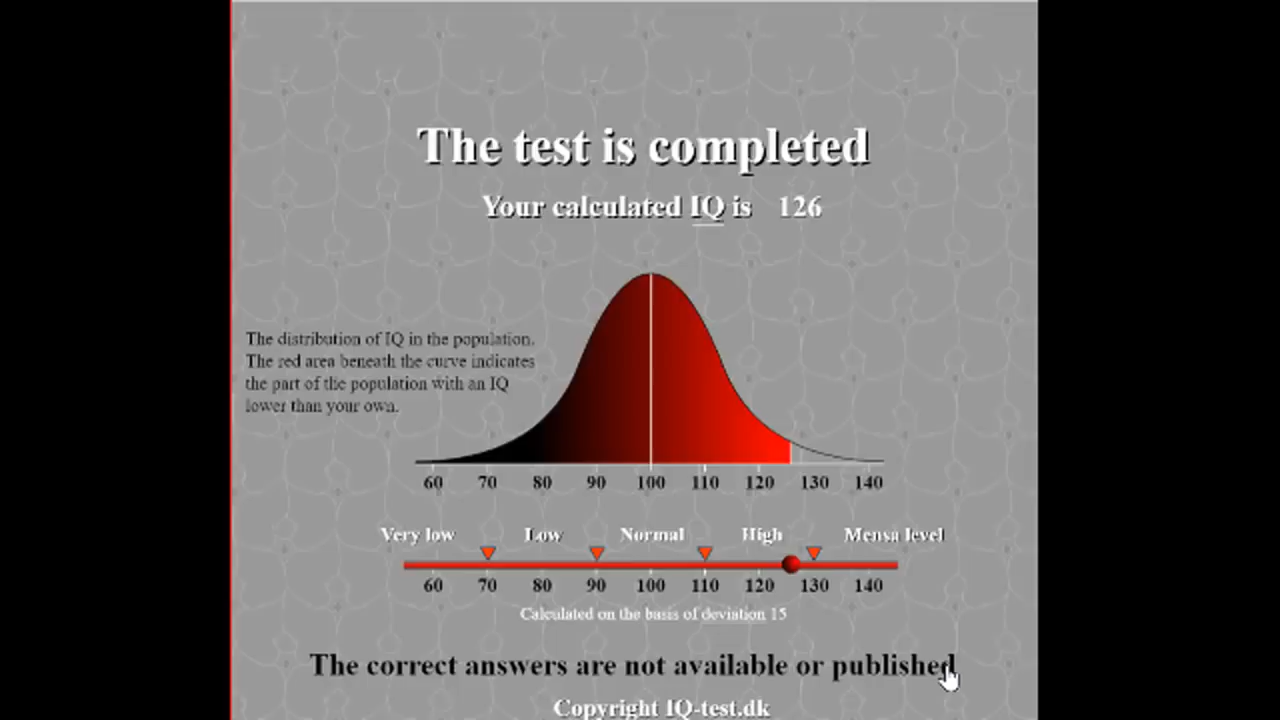 The test is completed
Your calculated IQ is 126
The distribution of IQ in the population.
The red area beneath the curve indicates
the part of the population with an IQ
lower than your own.
60 70 80 90 100 110 120 130 140
Very low Low Normal High Mensa level
60 70 80 90 100 110 120 130 140
Calculated on the basis of deviation 15
The correct answers are not available or published
Copyright IQ-test.dk